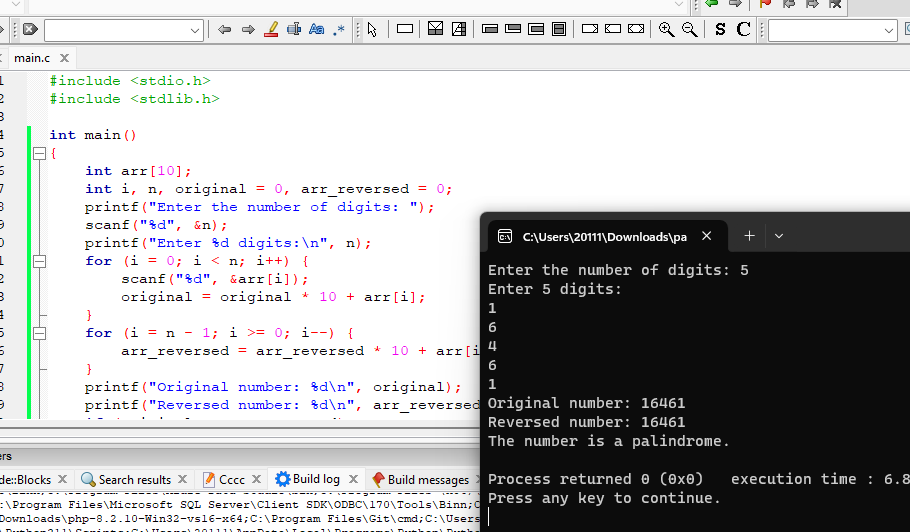 Aa .*
S C
main.c
1 #include <stdio.h>
2 #include <stdlib.h>
3
4 int main()
5 {
6 int arr[10];
7 int i, n, original = 0, arr_reversed = 0;
8 printf("Enter the number of digits: ");
9 scanf("%d", &n);
printf("Enter %d digits:\n", n);
1 for (i = 0; i < n; i++) {
2 scanf("%d", &arr[i]);
3 original = original * 10 + arr[i];
4 }
5 for (i = n - 1; i >= 0; i--) {
6 arr_reversed = arr_reversed * 10 + arr[i
7 }
8 printf("Original number: %d\n", original);
9 printf("Reversed number: %d\n", arr_reversed
C:\Users\20111\Downloads\pa
Enter the number of digits: 5
Enter 5 digits:
1
6
4
6
1
Original number: 16461
Reversed number: 16461
The number is a palindrome.
Process returned 0 (0x0) execution time : 6.8
Press any key to continue.
ers
de::Blocks
Search results
Cccc
Build log
Build messages
:\Program Files\Microsoft SQL Server\Client SDK\ODBC\170\Tools\Binn;C
Downloads\php-8.2.10-Win32-vs16-x64;C:\Program Files\Git\cmd;C:\Users